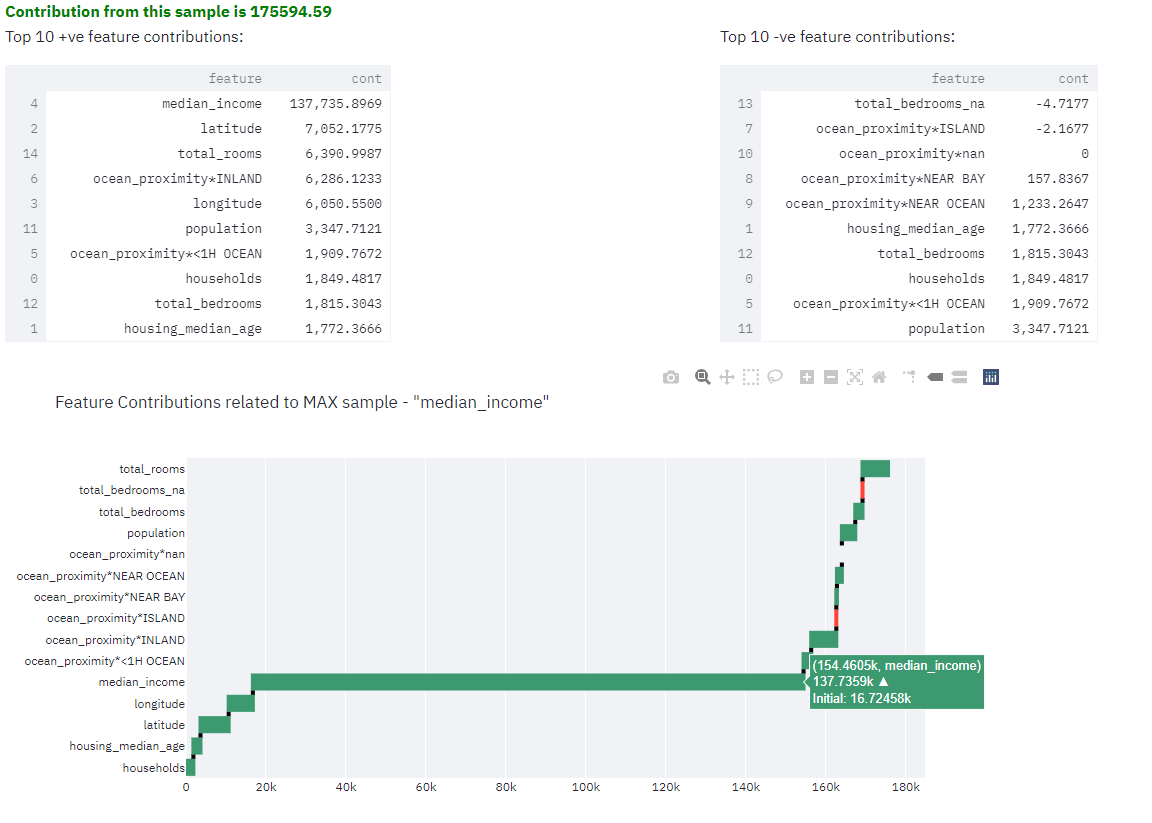 Contribution from this sample is 175594.59
Top 10 +ve feature contributions:
feature cont
4 median_income 137,735.8969
2 latitude 7,052.1775
14 total_rooms 6,390.9987
6 ocean_proximity*INLAND 6,286.1233
3 longitude 6,050.5500
11 population 3,347.7121
5 ocean_proximity*<1H OCEAN 1,909.7672
0 households 1,849.4817
12 total_bedrooms 1,815.3043
1 housing_median_age 1,772.3666
Top 10 -ve feature contributions:
feature cont
13 total_bedrooms_na -4.7177
7 ocean_proximity*ISLAND -2.1677
10 ocean_proximity*nan 0
8 ocean_proximity*NEAR BAY 157.8367
9 ocean_proximity*NEAR OCEAN 1,233.2647
1 housing_median_age 1,772.3666
12 total_bedrooms 1,815.3043
0 households 1,849.4817
5 ocean_proximity*<1H OCEAN 1,909.7672
11 population 3,347.7121
Feature Contributions related to MAX sample - "median_income"
total_rooms
total_bedrooms_na
total_bedrooms
population
ocean_proximity*nan
ocean_proximity*NEAR OCEAN
ocean_proximity*NEAR BAY
ocean_proximity*ISLAND
ocean_proximity*INLAND
ocean_proximity*<1H OCEAN
median_income
longitude
latitude
housing_median_age
households
(154.4605k, median_income)
137.7359k ▲
Initial: 16.72458k
0 20k 40k 60k 80k 100k 120k 140k 160k 180k